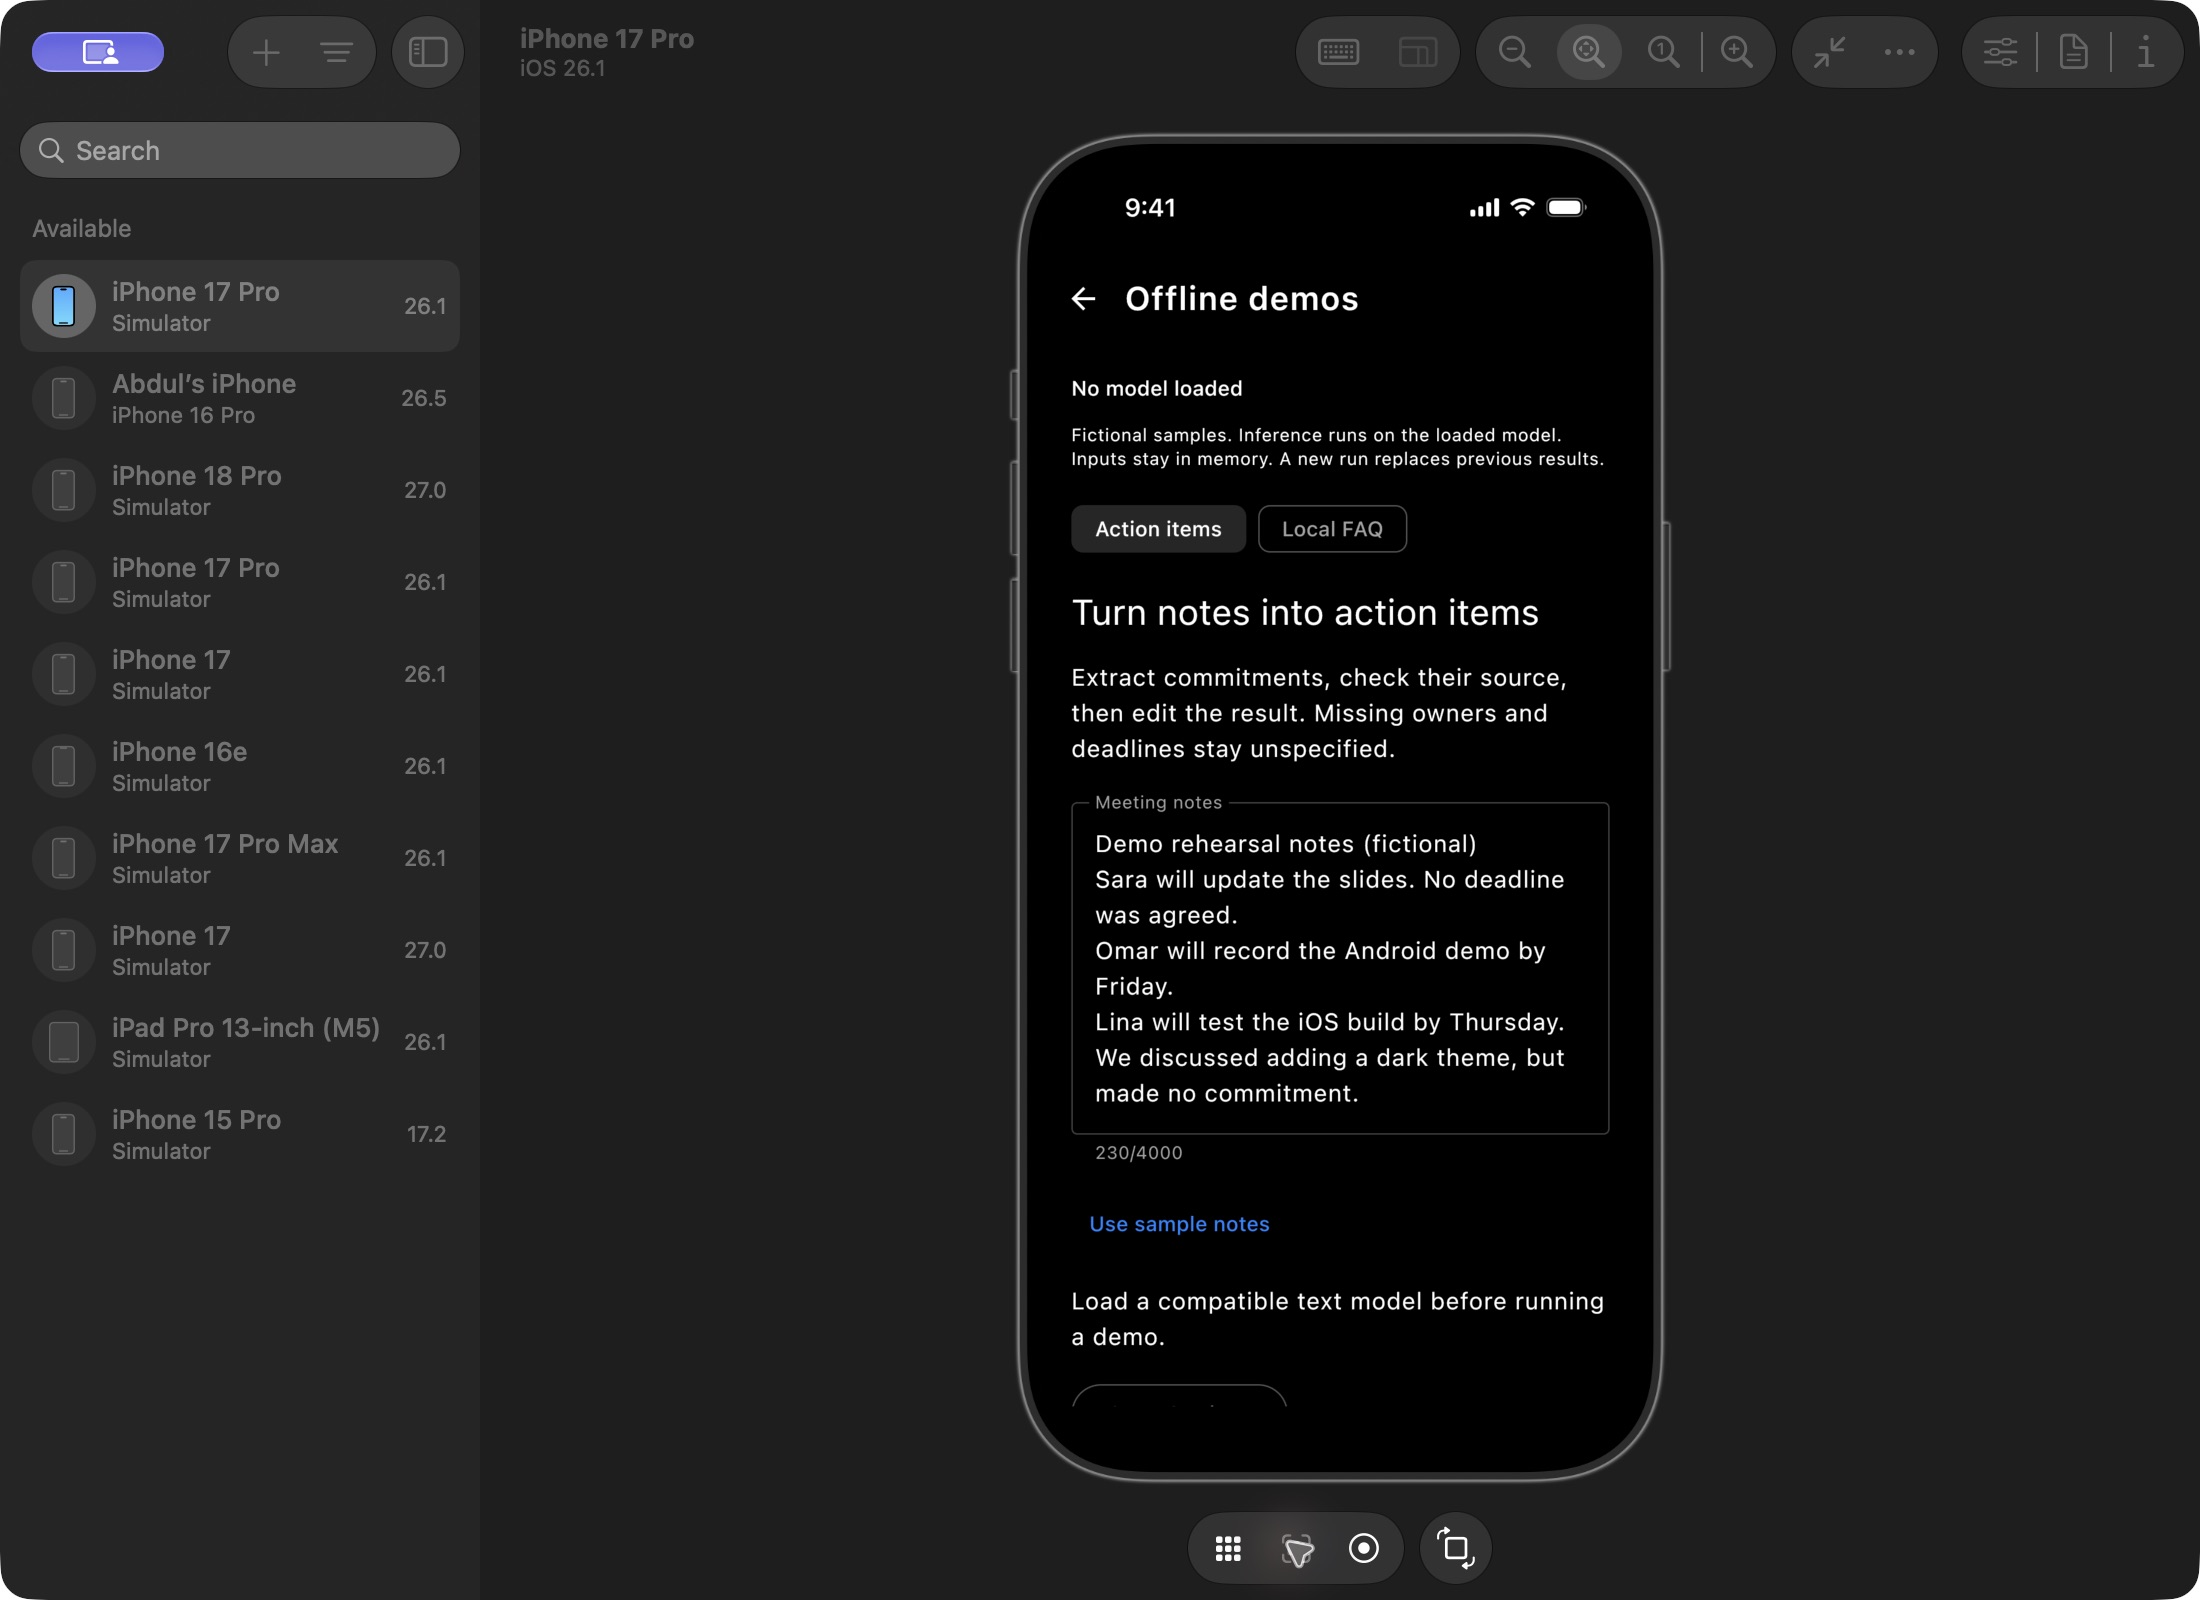 iPhone 17 Pro
iOS 26.1
Search
Available
iPhone 17 Pro
Simulator
26.1
Abdul’s iPhone
iPhone 16 Pro
26.5
iPhone 18 Pro
Simulator
27.0
iPhone 17 Pro
Simulator
26.1
iPhone 17
Simulator
26.1
iPhone 16e
Simulator
26.1
iPhone 17 Pro Max
Simulator
26.1
iPhone 17
Simulator
27.0
iPad Pro 13-inch (M5)
Simulator
26.1
iPhone 15 Pro
Simulator
17.2
9:41
Offline demos
No model loaded
Fictional samples. Inference runs on the loaded model.
Inputs stay in memory. A new run replaces previous results.
Action items
Local FAQ
Turn notes into action items
Extract commitments, check their source,
then edit the result. Missing owners and
deadlines stay unspecified.
Meeting notes
Demo rehearsal notes (fictional)
Sara will update the slides. No deadline
was agreed.
Omar will record the Android demo by
Friday.
Lina will test the iOS build by Thursday.
We discussed adding a dark theme, but
made no commitment.
230/4000
Use sample notes
Load a compatible text model before running
a demo.